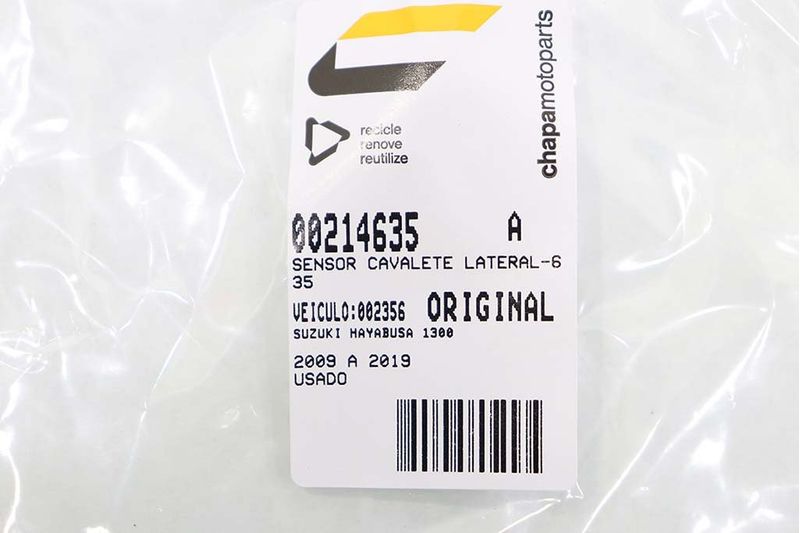 chapamotoparts
recicle
renove
reutilize
00214635 A
SENSOR CAVALETE LATERAL-6
35
VEICULO:002356 ORIGINAL
SUZUKI HAYABUSA 1300
2009 A 2019
USADO